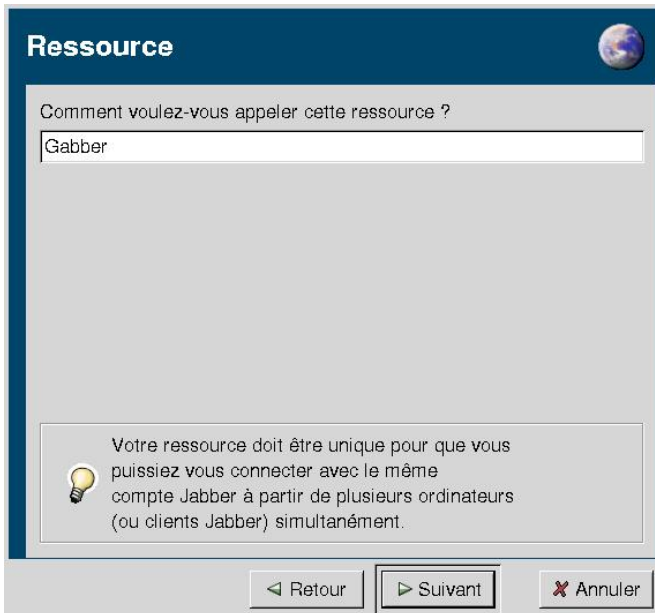 Ressource
Comment voulez-vous appeler cette ressource ?
Gabber
Votre ressource doit être unique pour que vous
puissiez vous connecter avec le même
compte Jabber à partir de plusieurs ordinateurs
(ou clients Jabber) simultanément.
Retour
Suivant
Annuler